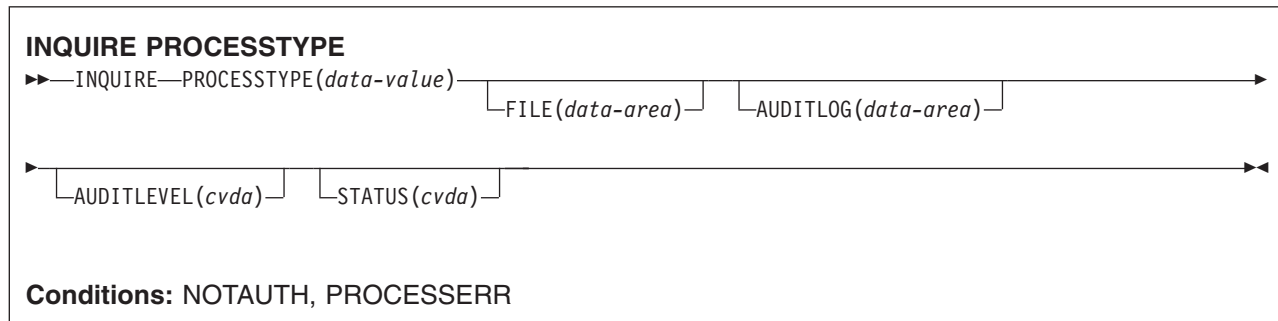 INQUIRE PROCESSTYPE
INQUIRE PROCESSTYPE(data-value)
FILE(data-area) AUDITLOG(data-area)
AUDITLEVEL(cvda) STATUS(cvda)
Conditions: NOTAUTH, PROCESSERR